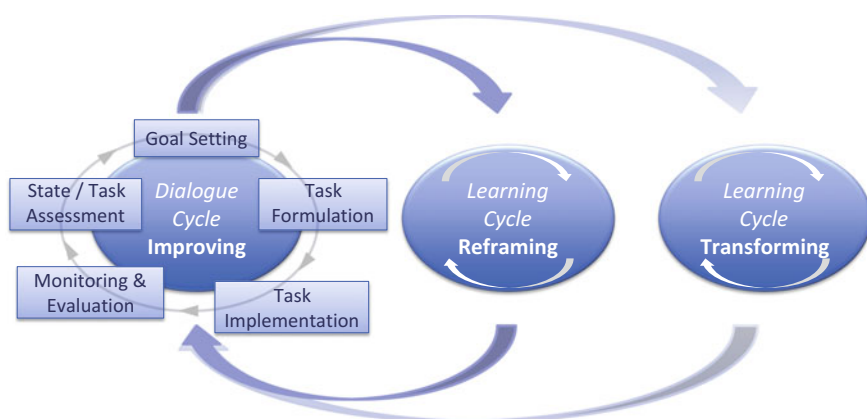 Goal Setting
State / Task
Assessment
Dialogue
Cycle
Improving
Task
Formulation
Monitoring &
Evaluation
Task
Implementation
Learning
Cycle
Reframing
Learning
Cycle
Transforming